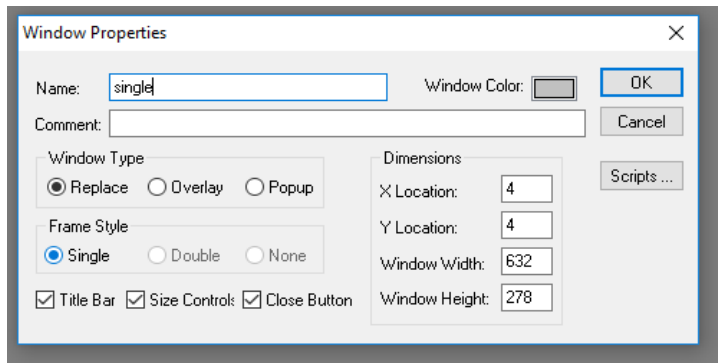 Window Properties
Name: single Window Color: OK
Comment: Cancel
Window Type Dimensions
Replace Overlay Popup X Location: 4 Scripts ...
Frame Style Y Location: 4
Single Double None Window Width: 632
Title Bar Size Controls Close Button Window Height: 278